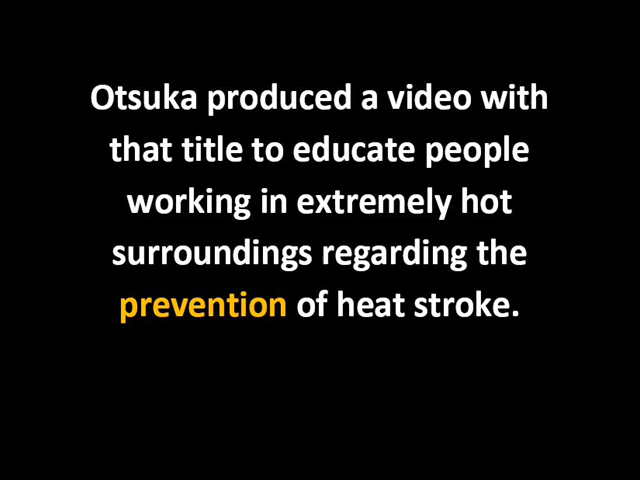 Otsuka produced a video with
that title to educate people
working in extremely hot
surroundings regarding the
prevention of heat stroke.